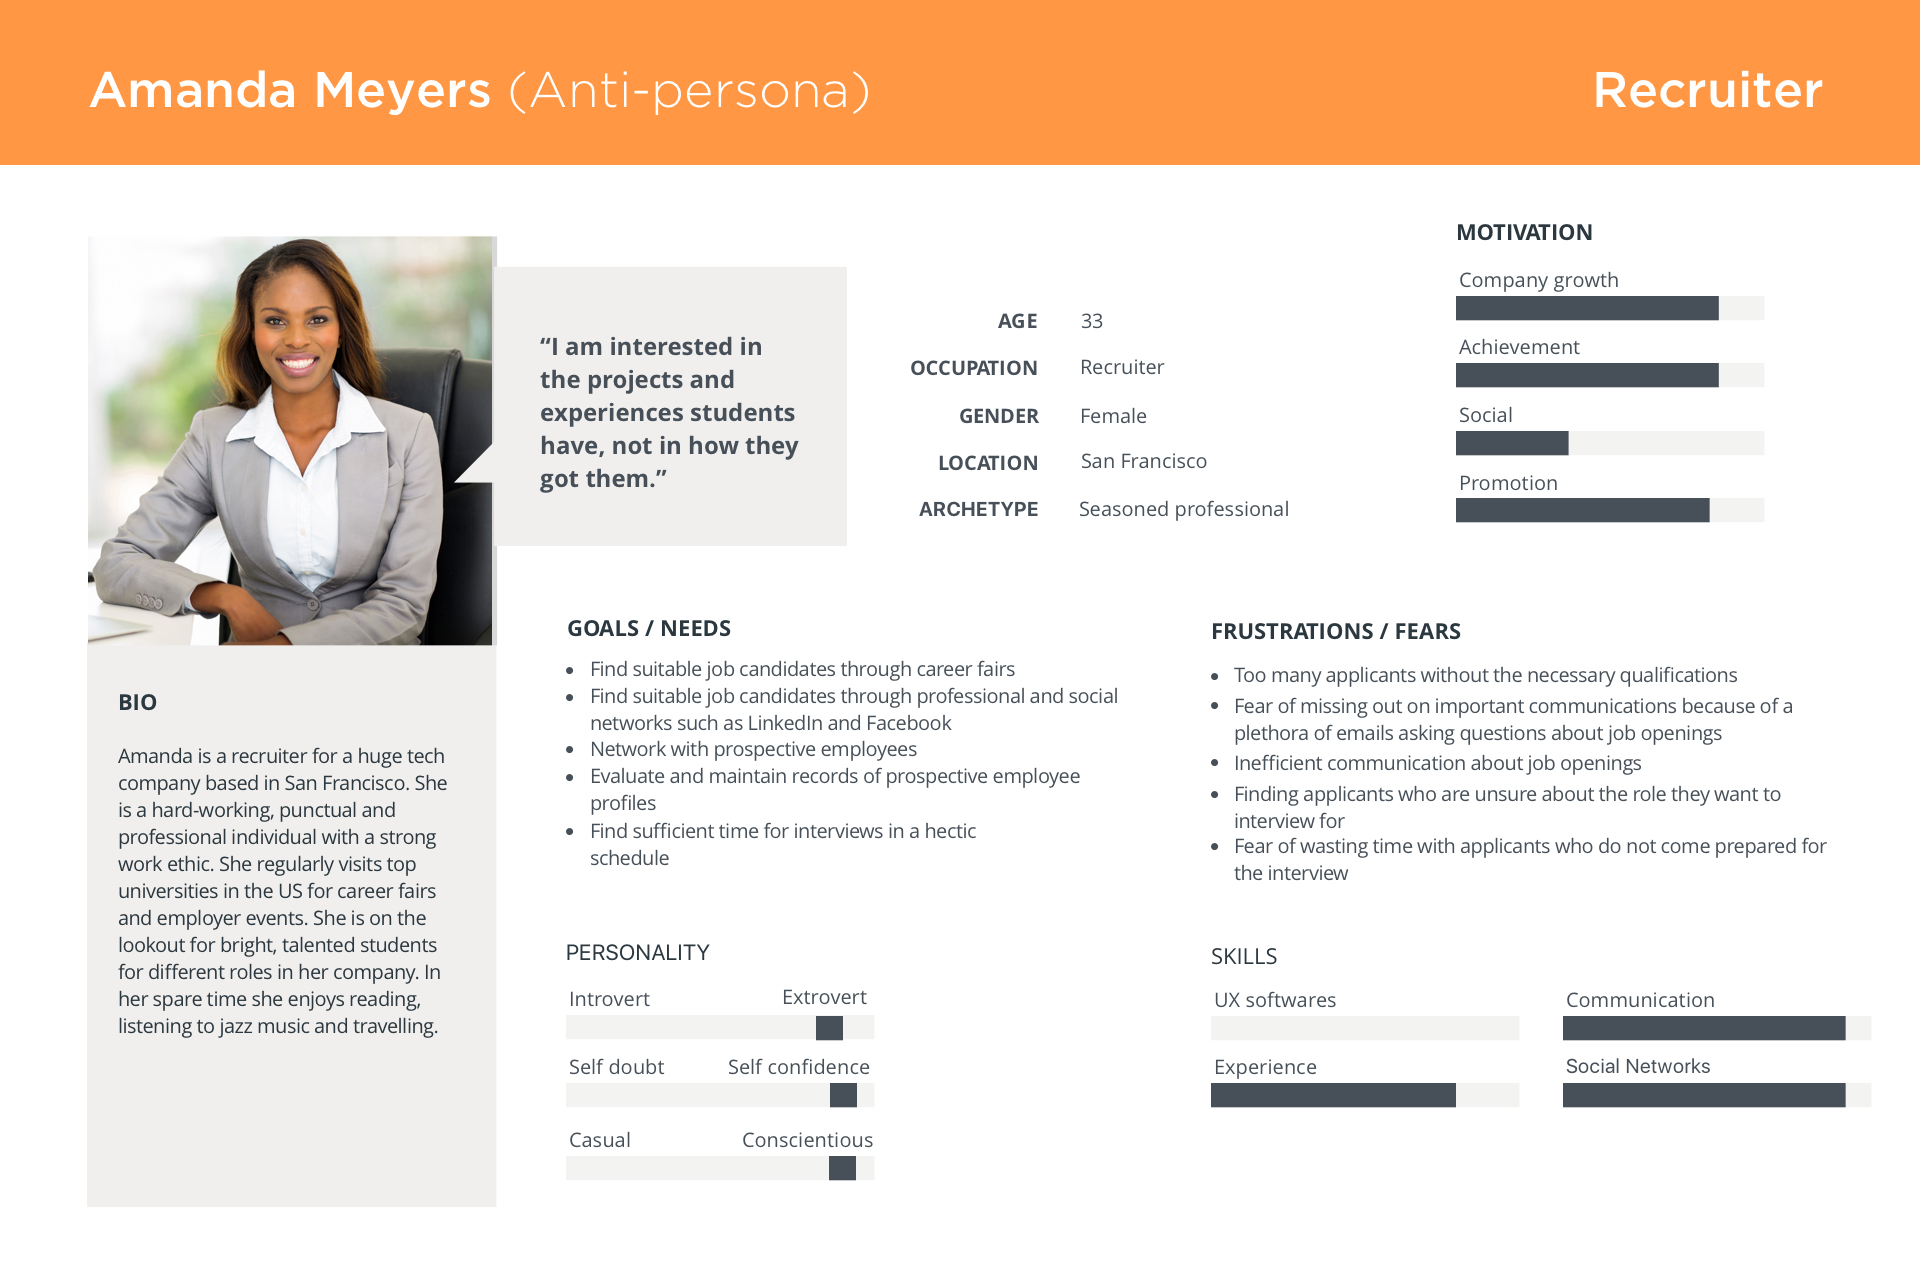 Amanda Meyers (Anti-persona)
Recruiter
“I am interested in
the projects and
experiences students
have, not in how they
got them.”
AGE 33
OCCUPATION Recruiter
GENDER Female
LOCATION San Francisco
ARCHETYPE Seasoned professional
MOTIVATION
Company growth
Achievement
Social
Promotion
BIO
Amanda is a recruiter for a huge tech
company based in San Francisco. She
is a hard-working, punctual and
professional individual with a strong
work ethic. She regularly visits top
universities in the US for career fairs
and employer events. She is on the
lookout for bright, talented students
for different roles in her company. In
her spare time she enjoys reading,
listening to jazz music and travelling.
GOALS / NEEDS
• Find suitable job candidates through career fairs
• Find suitable job candidates through professional and social
networks such as LinkedIn and Facebook
• Network with prospective employees
• Evaluate and maintain records of prospective employee
profiles
• Find sufficient time for interviews in a hectic
schedule
FRUSTRATIONS / FEARS
• Too many applicants without the necessary qualifications
• Fear of missing out on important communications because of a
plethora of emails asking questions about job openings
• Inefficient communication about job openings
• Finding applicants who are unsure about the role they want to
interview for
• Fear of wasting time with applicants who do not come prepared for
the interview
PERSONALITY
Introvert Extrovert
Self doubt Self confidence
Casual Conscientious
SKILLS
UX softwares Communication
Experience Social Networks